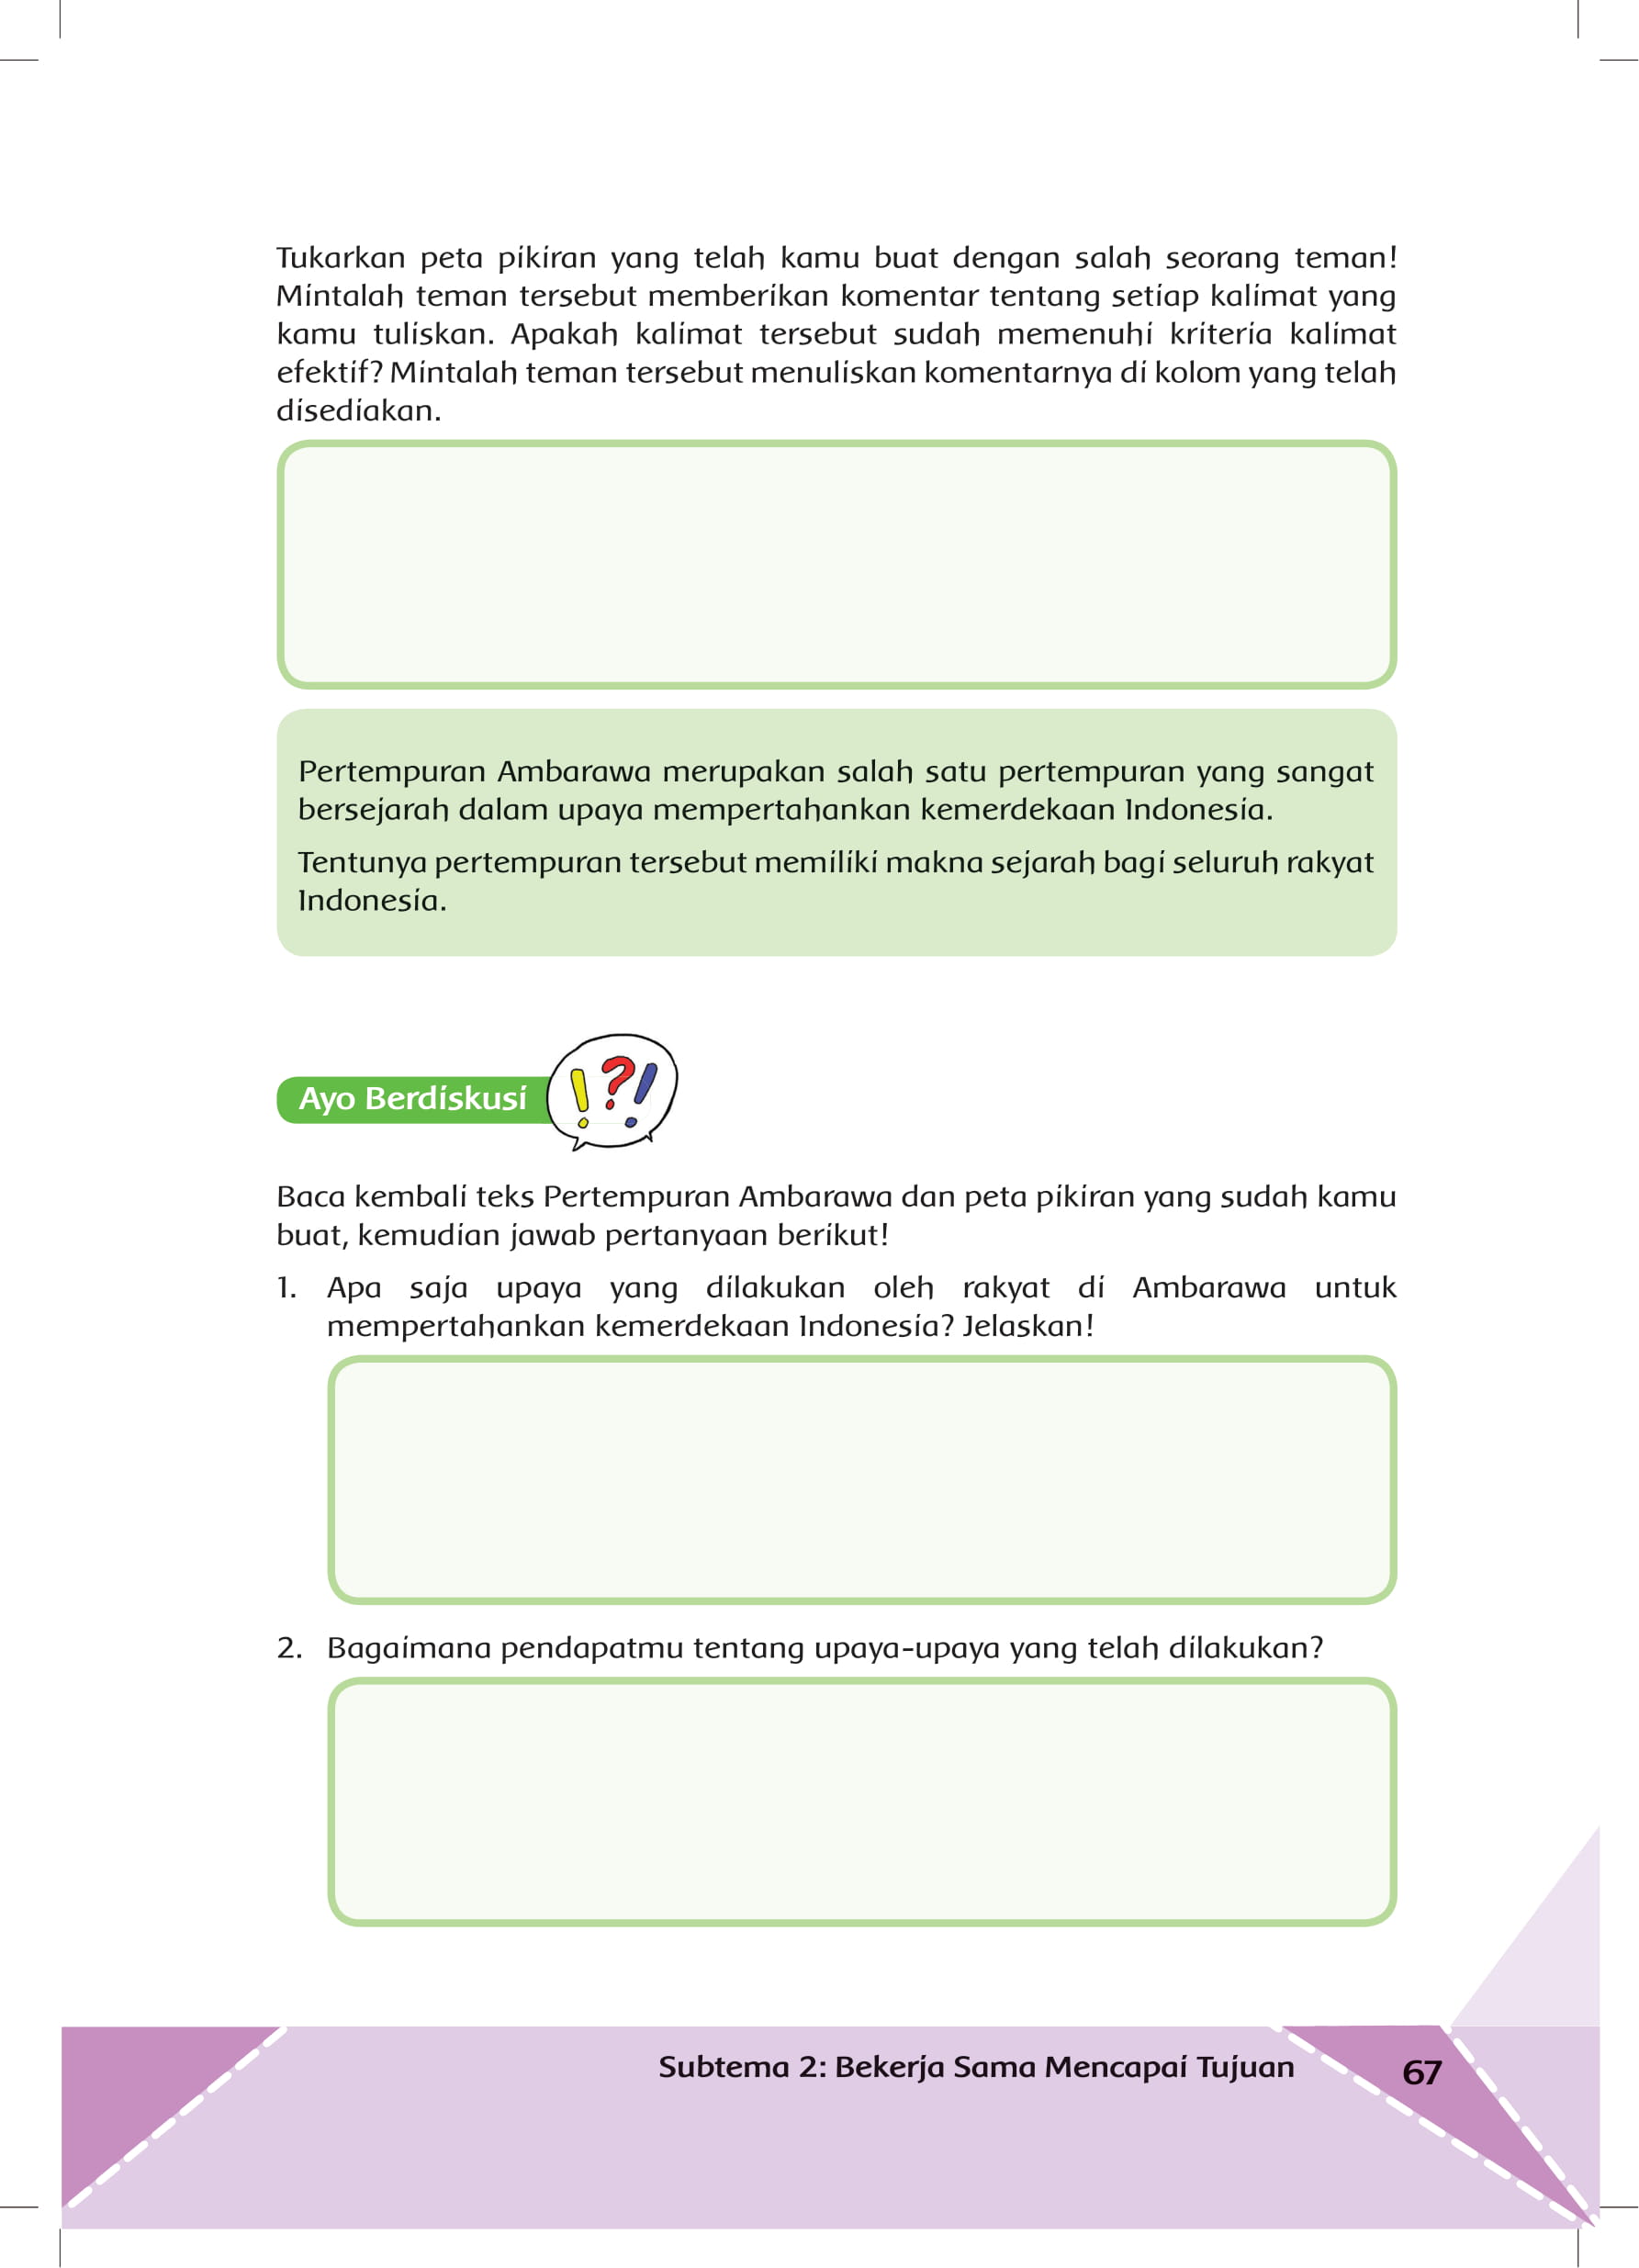 Tukarkan peta pikiran yang telah kamu buat dengan salah seorang teman!
Mintalah teman tersebut memberikan komentar tentang setiap kalimat yang
kamu tuliskan. Apakah kalimat tersebut sudah memenuhi kriteria kalimat
efektif? Mintalah teman tersebut menuliskan komentarnya di kolom yang telah
disediakan.
Pertempuran Ambarawa merupakan salah satu pertempuran yang sangat
bersejarah dalam upaya mempertahankan kemerdekaan Indonesia.
Tentunya pertempuran tersebut memiliki makna sejarah bagi seluruh rakyat
Indonesia.
Ayo Berdiskusi
!?!
Baca kembali teks Pertempuran Ambarawa dan peta pikiran yang sudah kamu
buat, kemudian jawab pertanyaan berikut!
1. Apa saja upaya yang dilakukan oleh rakyat di Ambarawa untuk
mempertahankan kemerdekaan Indonesia? Jelaskan!
2. Bagaimana pendapatmu tentang upaya-upaya yang telah dilakukan?
Subtema 2: Bekerja Sama Mencapai Tujuan
67